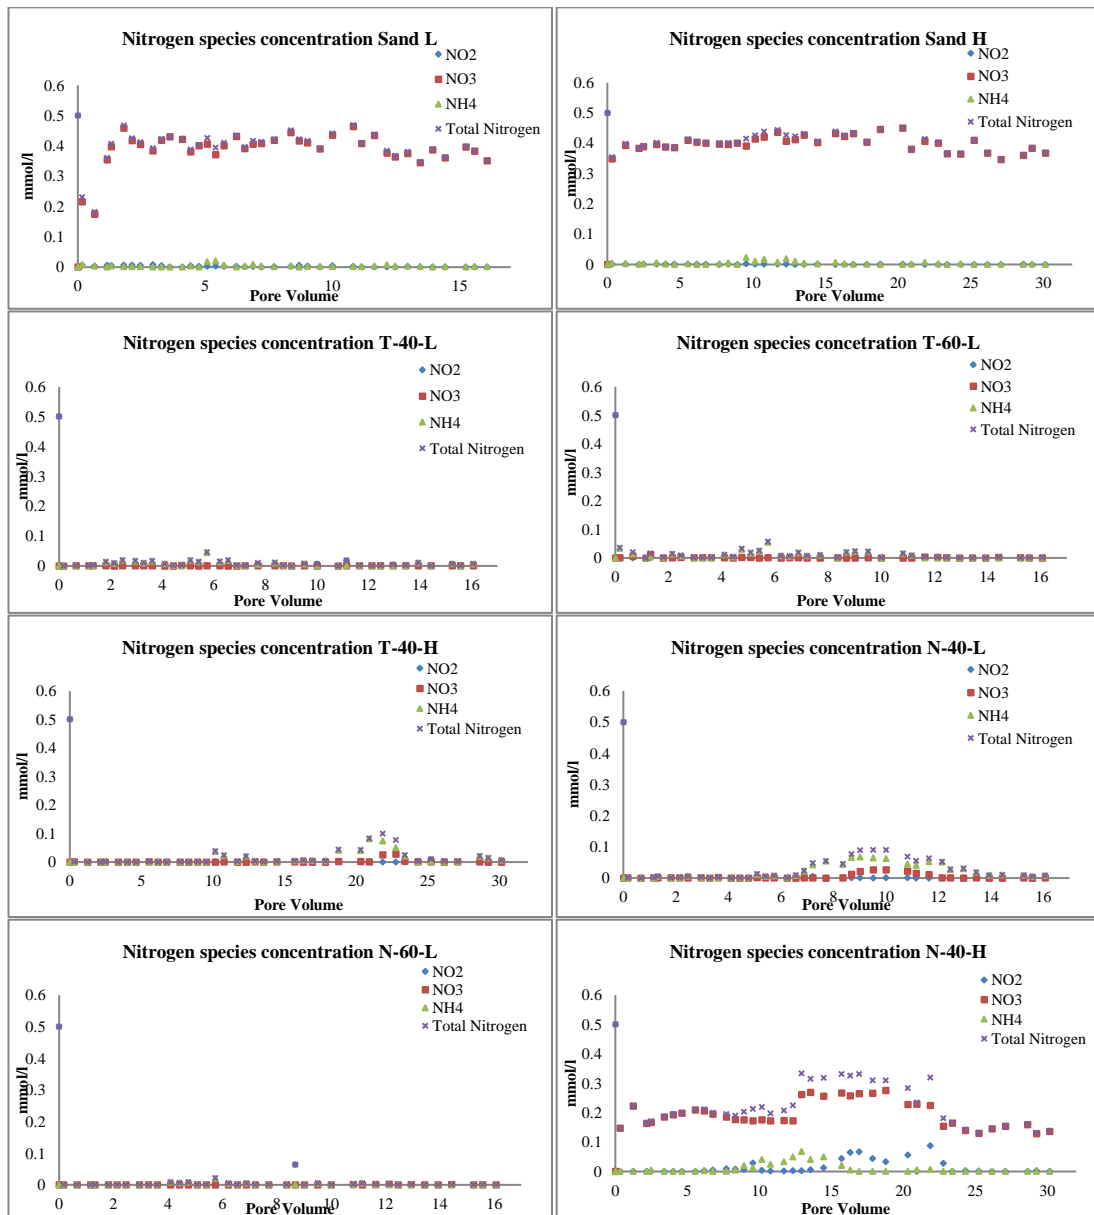 Nitrogen species concentration Sand L
NO2
NO3
NH4
Total Nitrogen
0.6
0.5
0.4
0.3
0.2
0.1
0
mmol/l
0 5 10 15
Pore Volume
Nitrogen species concentration Sand H
NO2
NO3
NH4
Total Nitrogen
0.6
0.5
0.4
0.3
0.2
0.1
0
mmol/l
0 5 10 15 20 25 30
Pore Volume
Nitrogen species concentration T-40-L
NO2
NO3
NH4
Total Nitrogen
0.6
0.5
0.4
0.3
0.2
0.1
0
mmol/l
0 2 4 6 8 10 12 14 16
Pore Volume
Nitrogen species concetration T-60-L
NO2
NO3
NH4
Total Nitrogen
0.6
0.5
0.4
0.3
0.2
0.1
0
mmol/l
0 2 4 6 8 10 12 14 16
Pore Volume
Nitrogen species concentration T-40-H
NO2
NO3
NH4
Total Nitrogen
0.6
0.5
0.4
0.3
0.2
0.1
0
mmol/l
0 5 10 15 20 25 30
Pore Volume
Nitrogen species concentration N-40-L
NO2
NO3
NH4
Total Nitrogen
0.6
0.5
0.4
0.3
0.2
0.1
0
mmol/l
0 2 4 6 8 10 12 14 16
Pore Volume
Nitrogen species concentration N-60-L
NO2
NO3
NH4
Total Nitrogen
0.6
0.5
0.4
0.3
0.2
0.1
0
mmol/l
0 2 4 6 8 10 12 14 16
Pore Volume
Nitrogen species concentration N-40-H
NO2
NO3
NH4
Total Nitrogen
0.6
0.5
0.4
0.3
0.2
0.1
0
mmol/l
0 5 10 15 20 25 30
Pore Volume